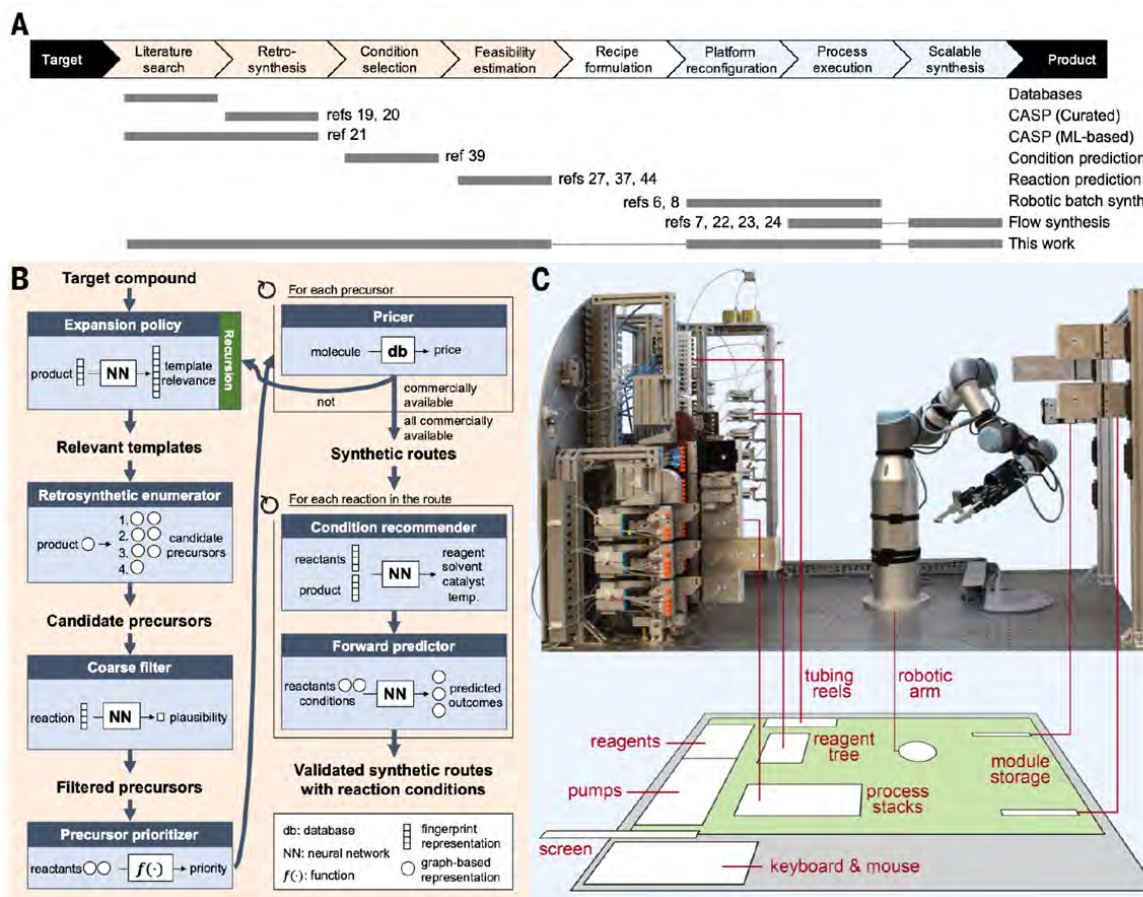 A
Target
Literature
search
Retro-
synthesis
Condition
selection
Feasibility
estimation
Recipe
formulation
Platform
reconfiguration
Process
execution
Scalable
synthesis
Product
Databases
refs 19, 20
CASP (Curated)
ref 21
CASP (ML-based)
ref 39
Condition prediction
refs 27, 37, 44
Reaction prediction
refs 6, 8
Robotic batch synth
refs 7, 22, 23, 24
Flow synthesis
This work
B
Target compound
Expansion policy
product
NN
template
relevance
Recursion
Relevant templates
Retrosynthetic enumerator
product
1.
2.
3.
4.
candidate
precursors
Candidate precursors
Coarse filter
reaction
NN
plausibility
Filtered precursors
Precursor prioritizer
reactants
f(·)
priority
For each precursor
Pricer
molecule
db
price
not
commercially
available
all commercially
available
Synthetic routes
For each reaction in the route
Condition recommender
reactants
product
NN
reagent
solvent
catalyst
temp.
Forward predictor
reactants
conditions
NN
predicted
outcomes
Validated synthetic routes
with reaction conditions
db: database
NN: neural network
f(·): function
fingerprint
representation
graph-based
representation
C
tubing
reels
robotic
arm
reagents
reagent
tree
module
storage
pumps
process
stacks
screen
keyboard & mouse